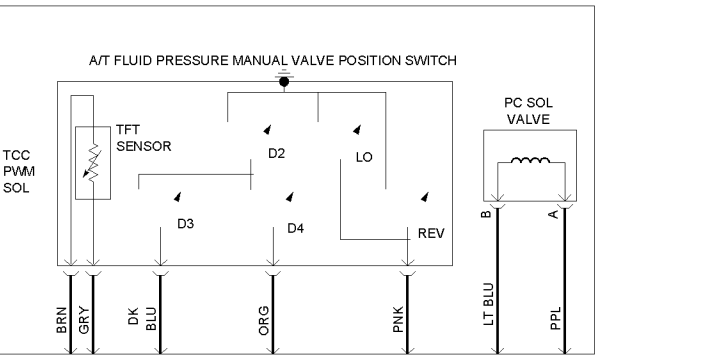 A/T FLUID PRESSURE MANUAL VALVE POSITION SWITCH
PC SOL
VALVE
TCC
PWM
SOL
TFT
SENSOR
D2
LO
D3
D4
REV
B
A
BRN
GRY
DK
BLU
ORG
PNK
LT BLU
PPL